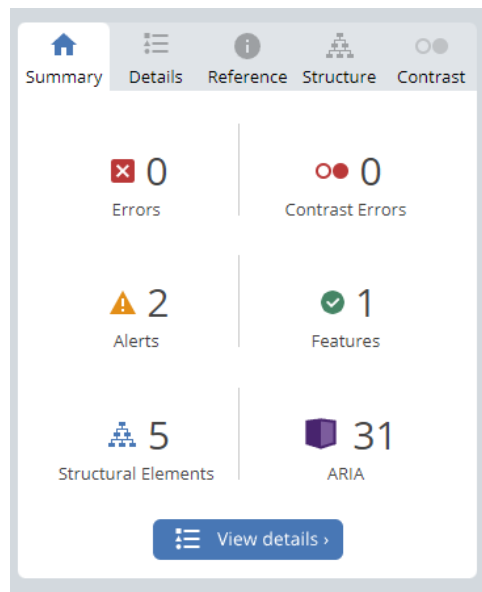 Summary Details Reference Structure Contrast
0 0
Errors Contrast Errors
2 1
Alerts Features
5 31
Structural Elements ARIA
View details ›